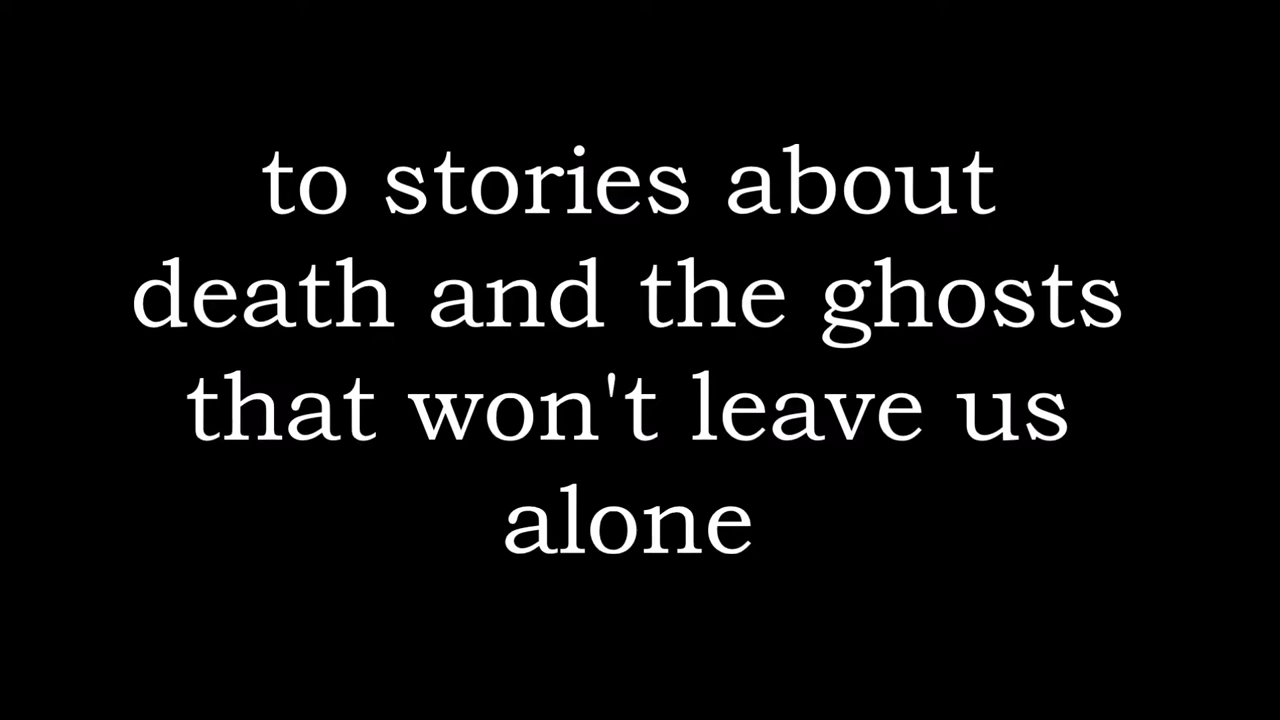 to stories about
death and the ghosts
that won't leave us
alone